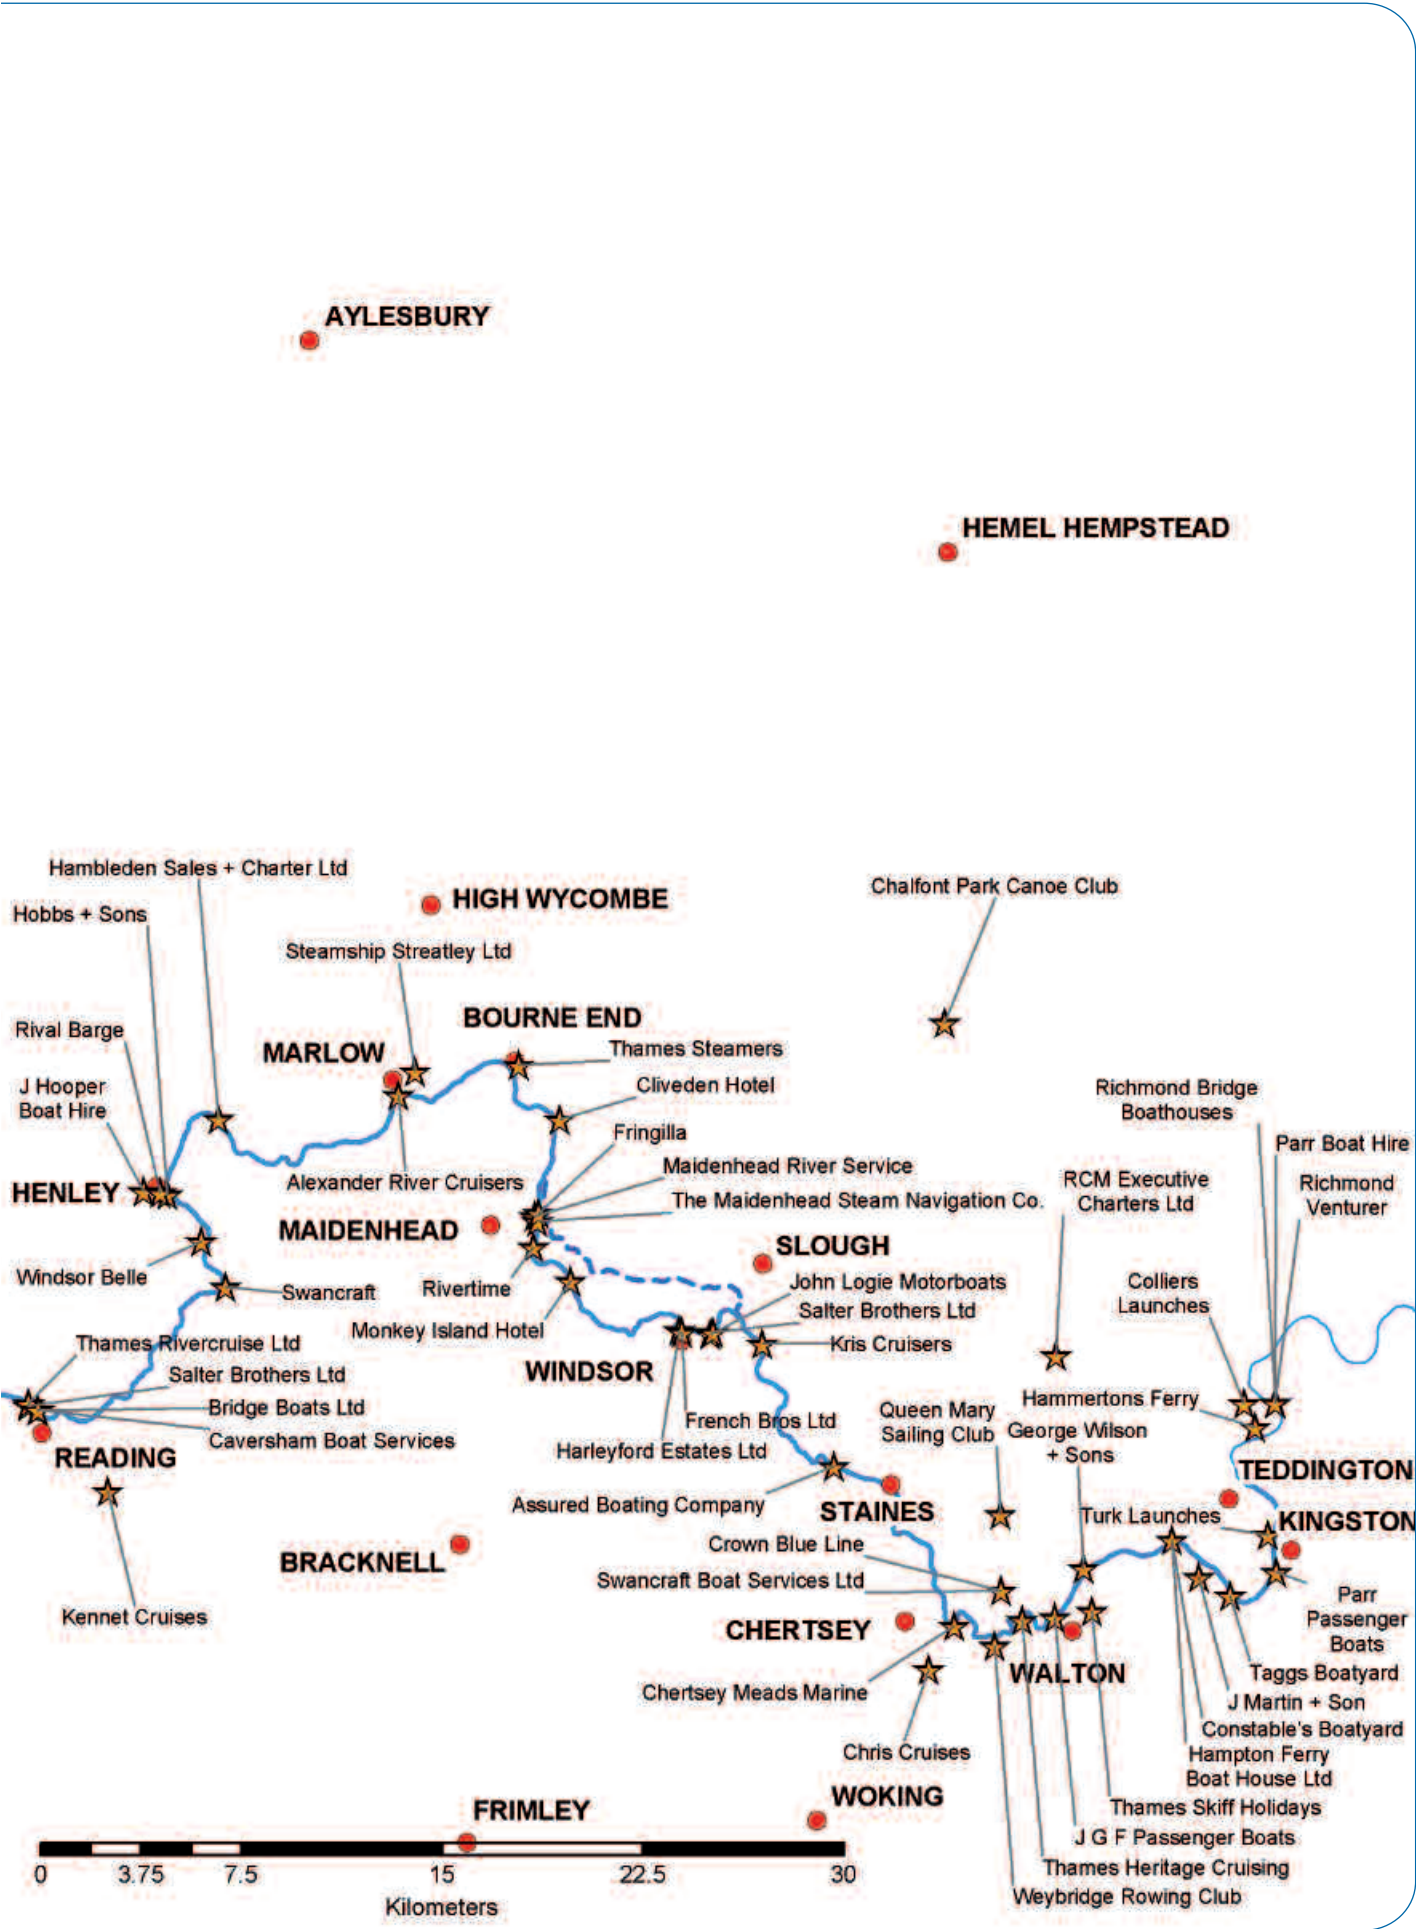 AYLESBURY
HEMEL HEMPSTEAD
Hambleden Sales + Charter Ltd
HIGH WYCOMBE
Chalfont Park Canoe Club
Hobbs + Sons
Steamship Streatley Ltd
BOURNE END
Rival Barge
MARLOW
Thames Steamers
J Hooper
Boat Hire
Cliveden Hotel
Richmond Bridge
Boathouses
Fringilla
Parr Boat Hire
Maidenhead River Service
Alexander River Cruisers
RCM Executive
Charters Ltd
Richmond
Venturer
HENLEY
The Maidenhead Steam Navigation Co.
MAIDENHEAD
SLOUGH
Windsor Belle
Swancraft
Rivertime
John Logie Motorboats
Colliers
Launches
Salter Brothers Ltd
Monkey Island Hotel
Thames Rivercruise Ltd
Kris Cruisers
WINDSOR
Salter Brothers Ltd
Hammertons Ferry
Bridge Boats Ltd
French Bros Ltd
Queen Mary
Sailing Club
George Wilson
+ Sons
Caversham Boat Services
Harleyford Estates Ltd
READING
TEDDINGTON
Assured Boating Company
STAINES
Turk Launches
KINGSTON
Crown Blue Line
BRACKNELL
Swancraft Boat Services Ltd
Kennet Cruises
Parr
Passenger
Boats
CHERTSEY
WALTON
Taggs Boatyard
Chertsey Meads Marine
J Martin + Son
Constable's Boatyard
Chris Cruises
Hampton Ferry
Boat House Ltd
WOKING
FRIMLEY
Thames Skiff Holidays
J G F Passenger Boats
Thames Heritage Cruising
Weybridge Rowing Club
0 3.75 7.5 15 22.5 30
Kilometers